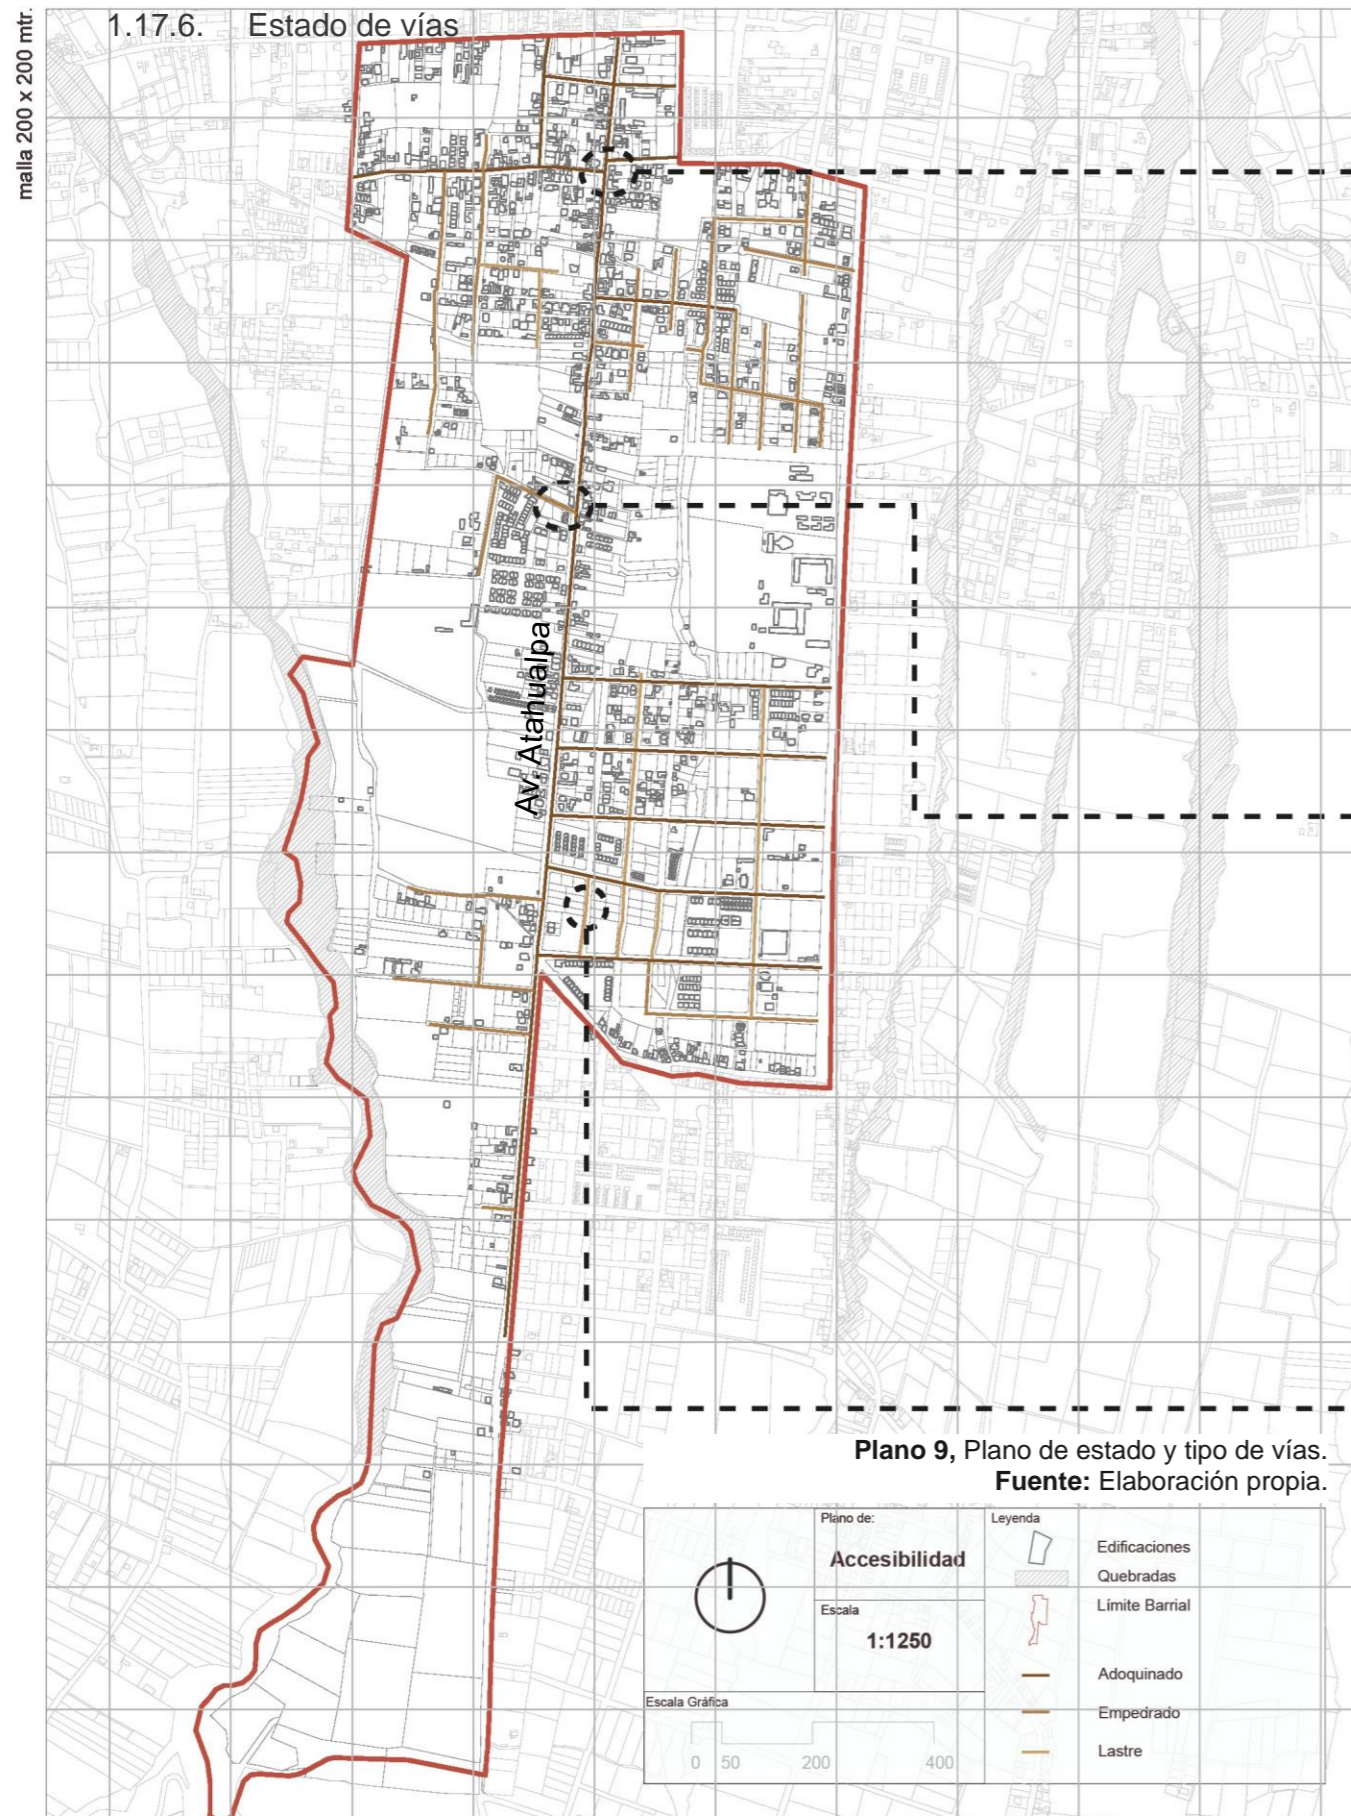 malla 200 x 200 mtr.
1.17.6. Estado de vías
Av. Atahualpa
Plano 9, Plano de estado y tipo de vías.
Fuente: Elaboración propia.
Plano de:
Accesibilidad
Escala
1:1250
Escala Gráfica
0 50 200 400
Leyenda
Edificaciones
Quebradas
Límite Barrial
Adoquinado
Empedrado
Lastre